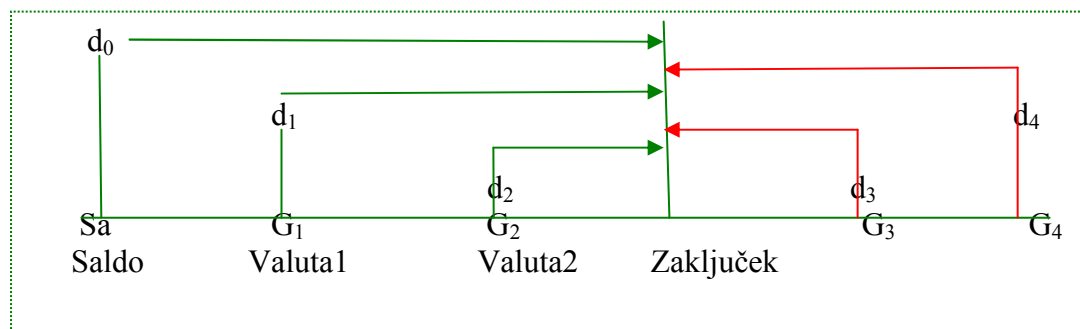 d₀
d₁ d₄
d₂ d₃
Sa G₁ G₂ G₃ G₄
Saldo Valuta1 Valuta2 Zaključek